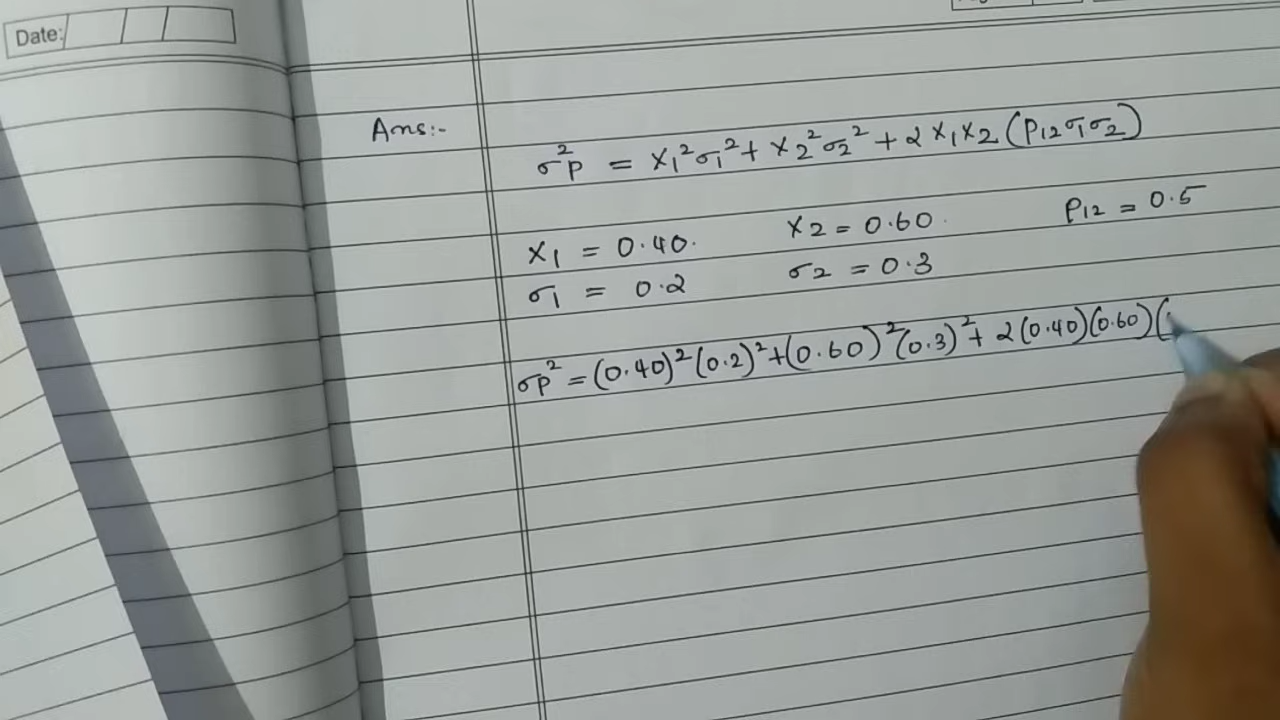 Date:
Ans:-
σ²p = x₁²σ₁² + x₂²σ₂² + 2x₁x₂(P₁₂σ₁σ₂)
x₁ = 0.40. x₂ = 0.60. P₁₂ = 0.5
σ₁ = 0.2 σ₂ = 0.3
σp² = (0.40)²(0.2)²+(0.60)²(0.3)²+ 2(0.40)(0.60)(